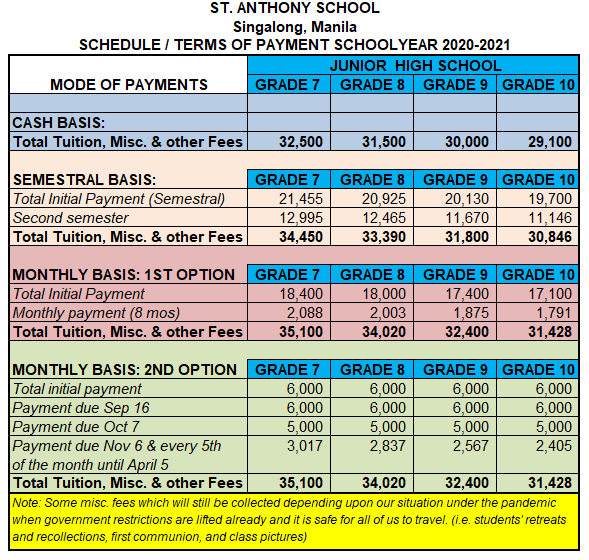 ST. ANTHONY SCHOOL
Singalong, Manila
SCHEDULE / TERMS OF PAYMENT SCHOOLYEAR 2020-2021
JUNIOR HIGH SCHOOL
MODE OF PAYMENTS GRADE 7 GRADE 8 GRADE 9 GRADE 10
CASH BASIS:
Total Tuition, Misc. & other Fees 32,500 31,500 30,000 29,100
SEMESTRAL BASIS: GRADE 7 GRADE 8 GRADE 9 GRADE 10
Total Initial Payment (Semestral) 21,455 20,925 20,130 19,700
Second semester 12,995 12,465 11,670 11,146
Total Tuition, Misc. & other Fees 34,450 33,390 31,800 30,846
MONTHLY BASIS: 1ST OPTION GRADE 7 GRADE 8 GRADE 9 GRADE 10
Total Initial Payment 18,400 18,000 17,400 17,100
Monthly payment (8 mos) 2,088 2,003 1,875 1,791
Total Tuition, Misc. & other Fees 35,100 34,020 32,400 31,428
MONTHLY BASIS: 2ND OPTION GRADE 7 GRADE 8 GRADE 9 GRADE 10
Total initial payment 6,000 6,000 6,000 6,000
Payment due Sep 16 6,000 6,000 6,000 6,000
Payment due Oct 7 5,000 5,000 5,000 5,000
Payment due Nov 6 & every 5th 3,017 2,837 2,567 2,405
of the month until April 5
Total Tuition, Misc. & other Fees 35,100 34,020 32,400 31,428
Note: Some misc. fees which will still be collected depending upon our situation under the pandemic
when government restrictions are lifted already and it is safe for all of us to travel. (i.e. students' retreats
and recollections, first communion, and class pictures)